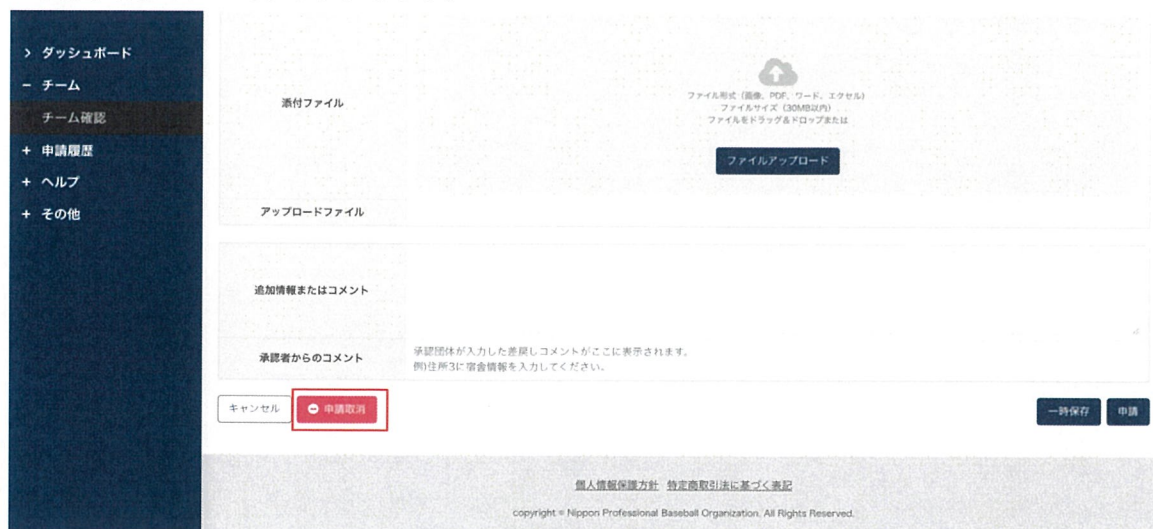 > ダッシュボード
− チーム
チーム確認
+ 申請履歴
+ ヘルプ
+ その他
添付ファイル
ファイル形式（画像、PDF、ワード、エクセル）
ファイルサイズ（30MB以内）
ファイルをドラッグ＆ドロップまたは
ファイルアップロード
アップロードファイル
追加情報またはコメント
承認者からのコメント
承認団体が入力した差戻しコメントがここに表示されます。
例)住所3に宿舎情報を入力してください。
キャンセル
申請取消
一時保存
申請
個人情報保護方針 特定商取引法に基づく表記
copyright © Nippon Professional Baseball Organization. All Rights Reserved.